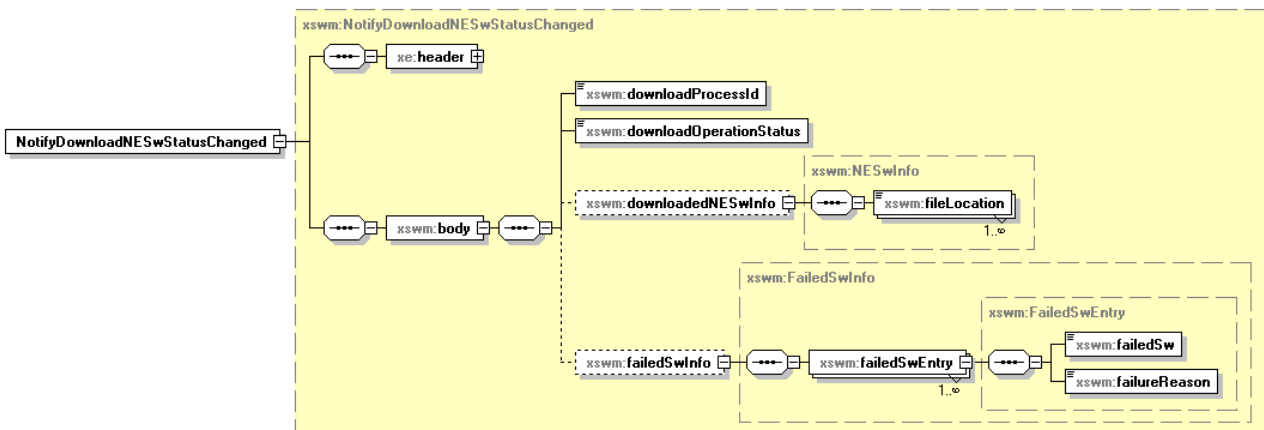 xswm:NotifyDownloadNESwStatusChanged
xe:header
xswm:downloadProcessId
xswm:downloadOperationStatus
NotifyDownloadNESwStatusChanged
xswm:NESwInfo
xswm:downloadedNESwInfo
xswm:fileLocation
xswm:body
1..∞
xswm:FailedSwInfo
xswm:FailedSwEntry
xswm:failedSw
xswm:failedSwInfo
xswm:failedSwEntry
xswm:failureReason
1..∞